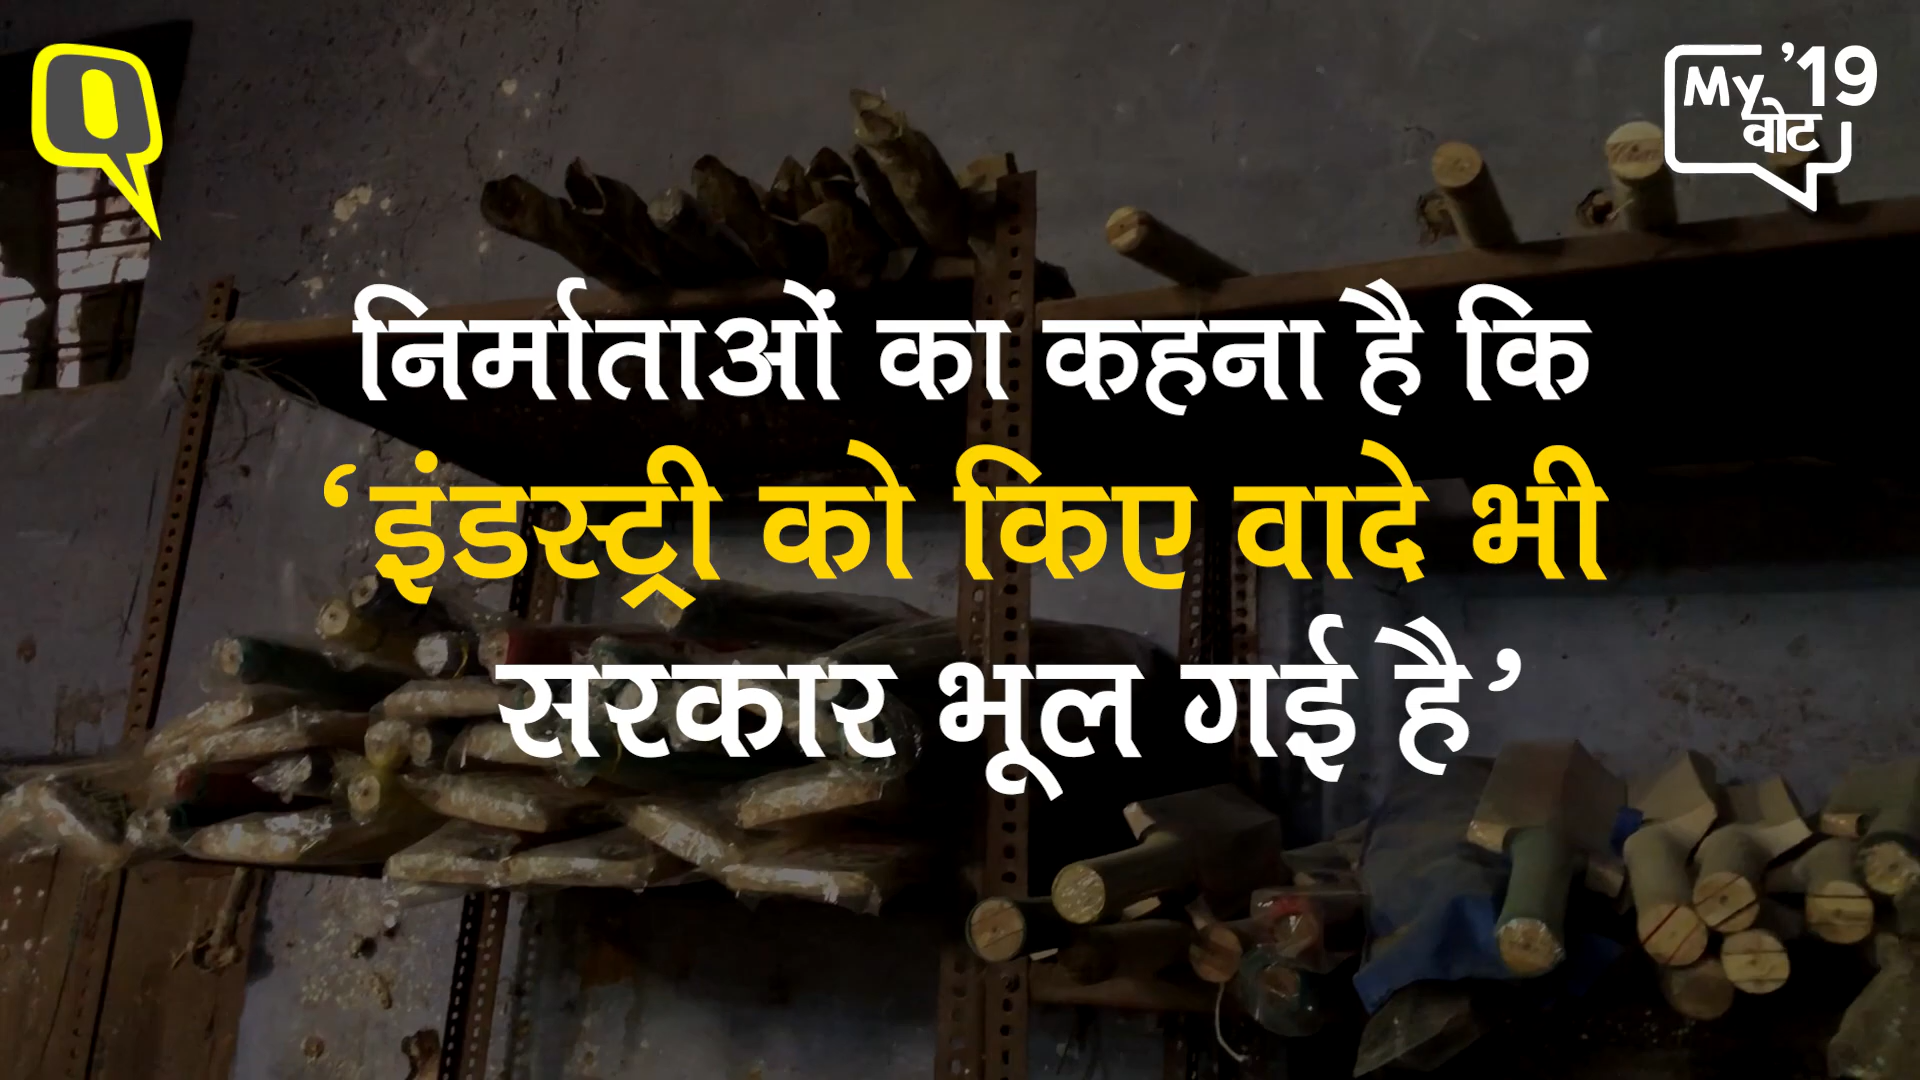 My '19
वोट
निर्माताओं का कहना है कि
‘इंडस्ट्री को किए वादे भी
सरकार भूल गई है’